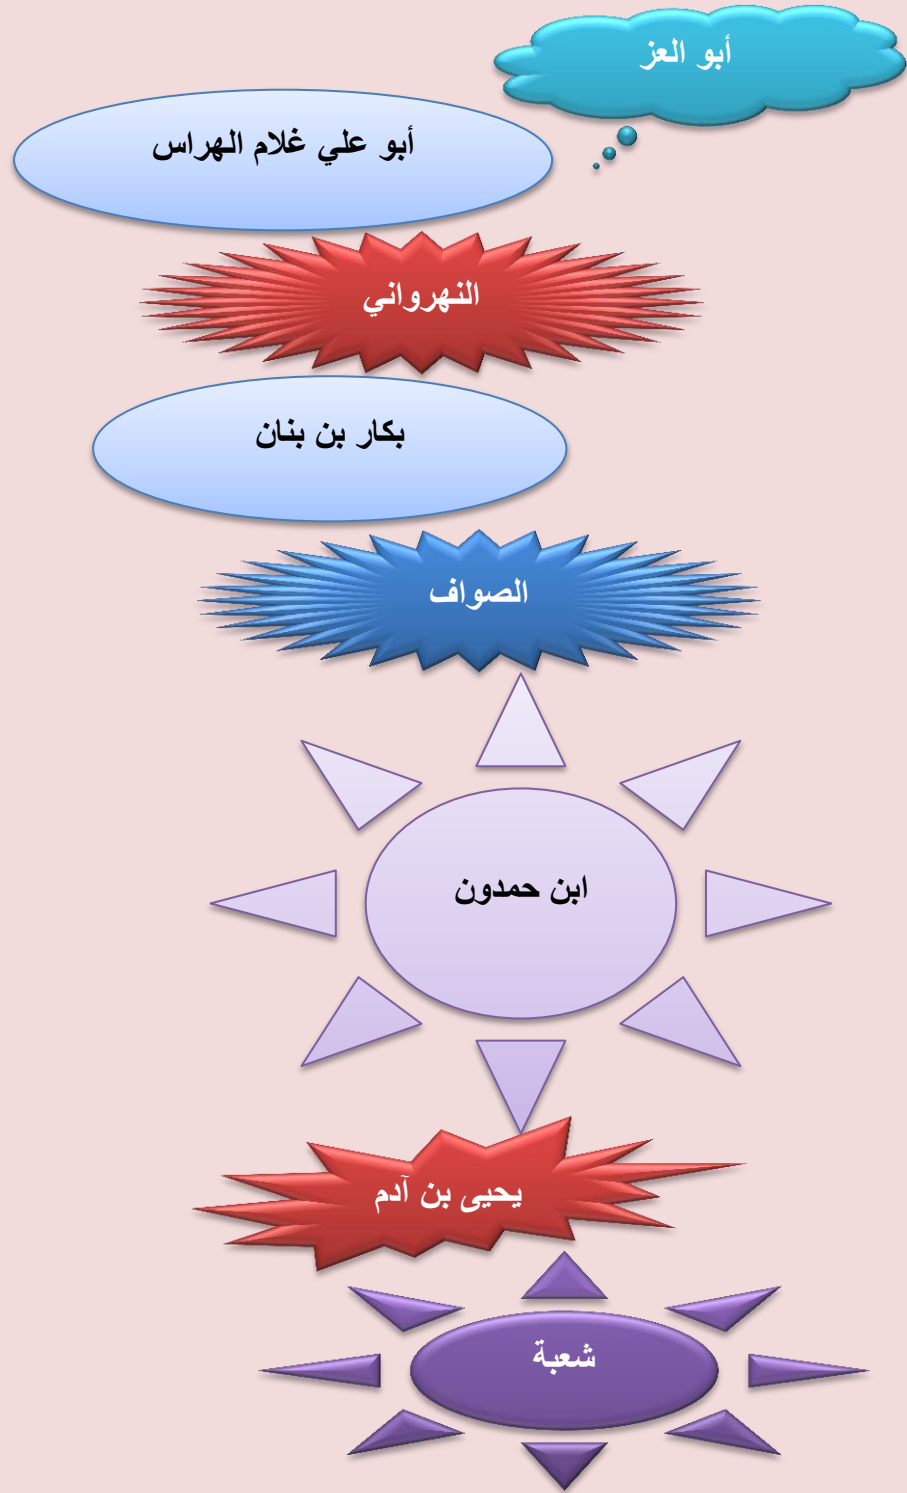 أبو العز
أبو علي غلام الهراس
النهرواني
بكار بن بنان
الصواف
ابن حمدون
يحيى بن آدم
شعبة